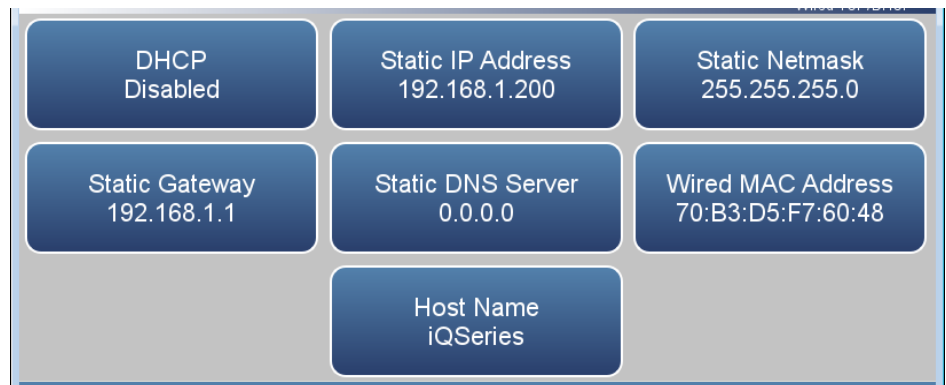 DHCP
Disabled
Static IP Address
192.168.1.200
Static Netmask
255.255.255.0
Static Gateway
192.168.1.1
Static DNS Server
0.0.0.0
Wired MAC Address
70:B3:D5:F7:60:48
Host Name
iQSeries